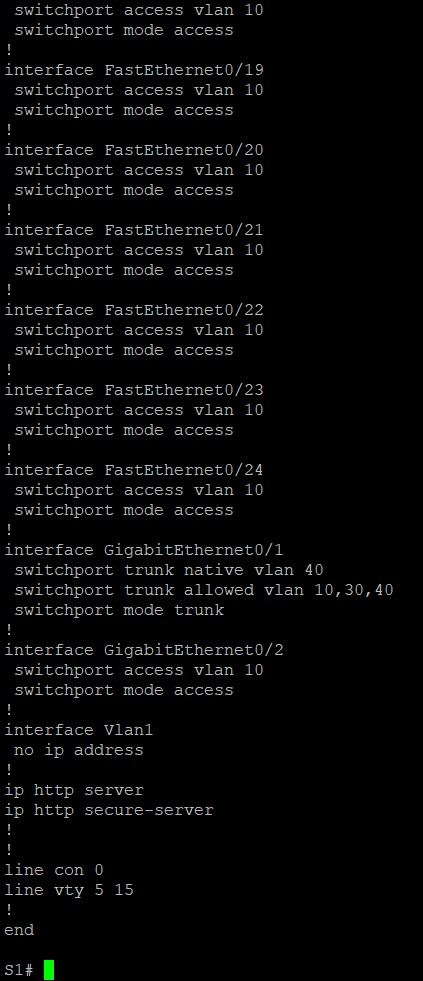 switchport access vlan 10
switchport mode access
!
interface FastEthernet0/19
switchport access vlan 10
switchport mode access
!
interface FastEthernet0/20
switchport access vlan 10
switchport mode access
!
interface FastEthernet0/21
switchport access vlan 10
switchport mode access
!
interface FastEthernet0/22
switchport access vlan 10
switchport mode access
!
interface FastEthernet0/23
switchport access vlan 10
switchport mode access
!
interface FastEthernet0/24
switchport access vlan 10
switchport mode access
!
interface GigabitEthernet0/1
switchport trunk native vlan 40
switchport trunk allowed vlan 10,30,40
switchport mode trunk
!
interface GigabitEthernet0/2
switchport access vlan 10
switchport mode access
!
interface Vlan1
no ip address
!
ip http server
ip http secure-server
!
!
line con 0
line vty 5 15
!
end
S1#